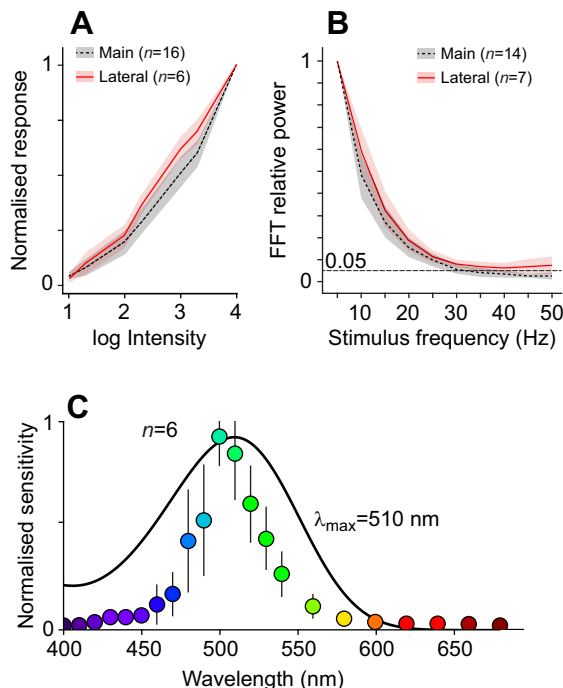 A
Main (n=16)
Lateral (n=6)
Normalised response
1
0
1
2
3
4
log Intensity
B
Main (n=14)
Lateral (n=7)
FFT relative power
1
0.05
0
10
20
30
40
50
Stimulus frequency (Hz)
C
n=6
λmax=510 nm
Normalised sensitivity
1
0
400
450
500
550
600
650
Wavelength (nm)